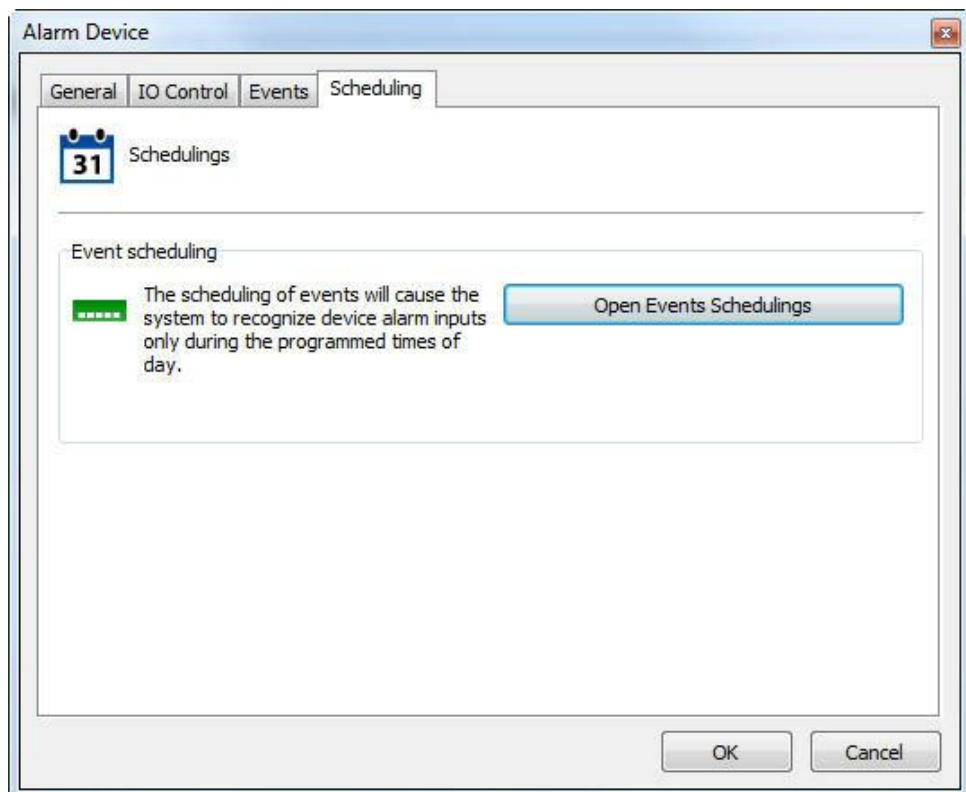 Alarm Device
General IO Control Events Scheduling
31
Schedulings
Event scheduling
The scheduling of events will cause the
system to recognize device alarm inputs
only during the programmed times of
day.
Open Events Schedulings
OK Cancel